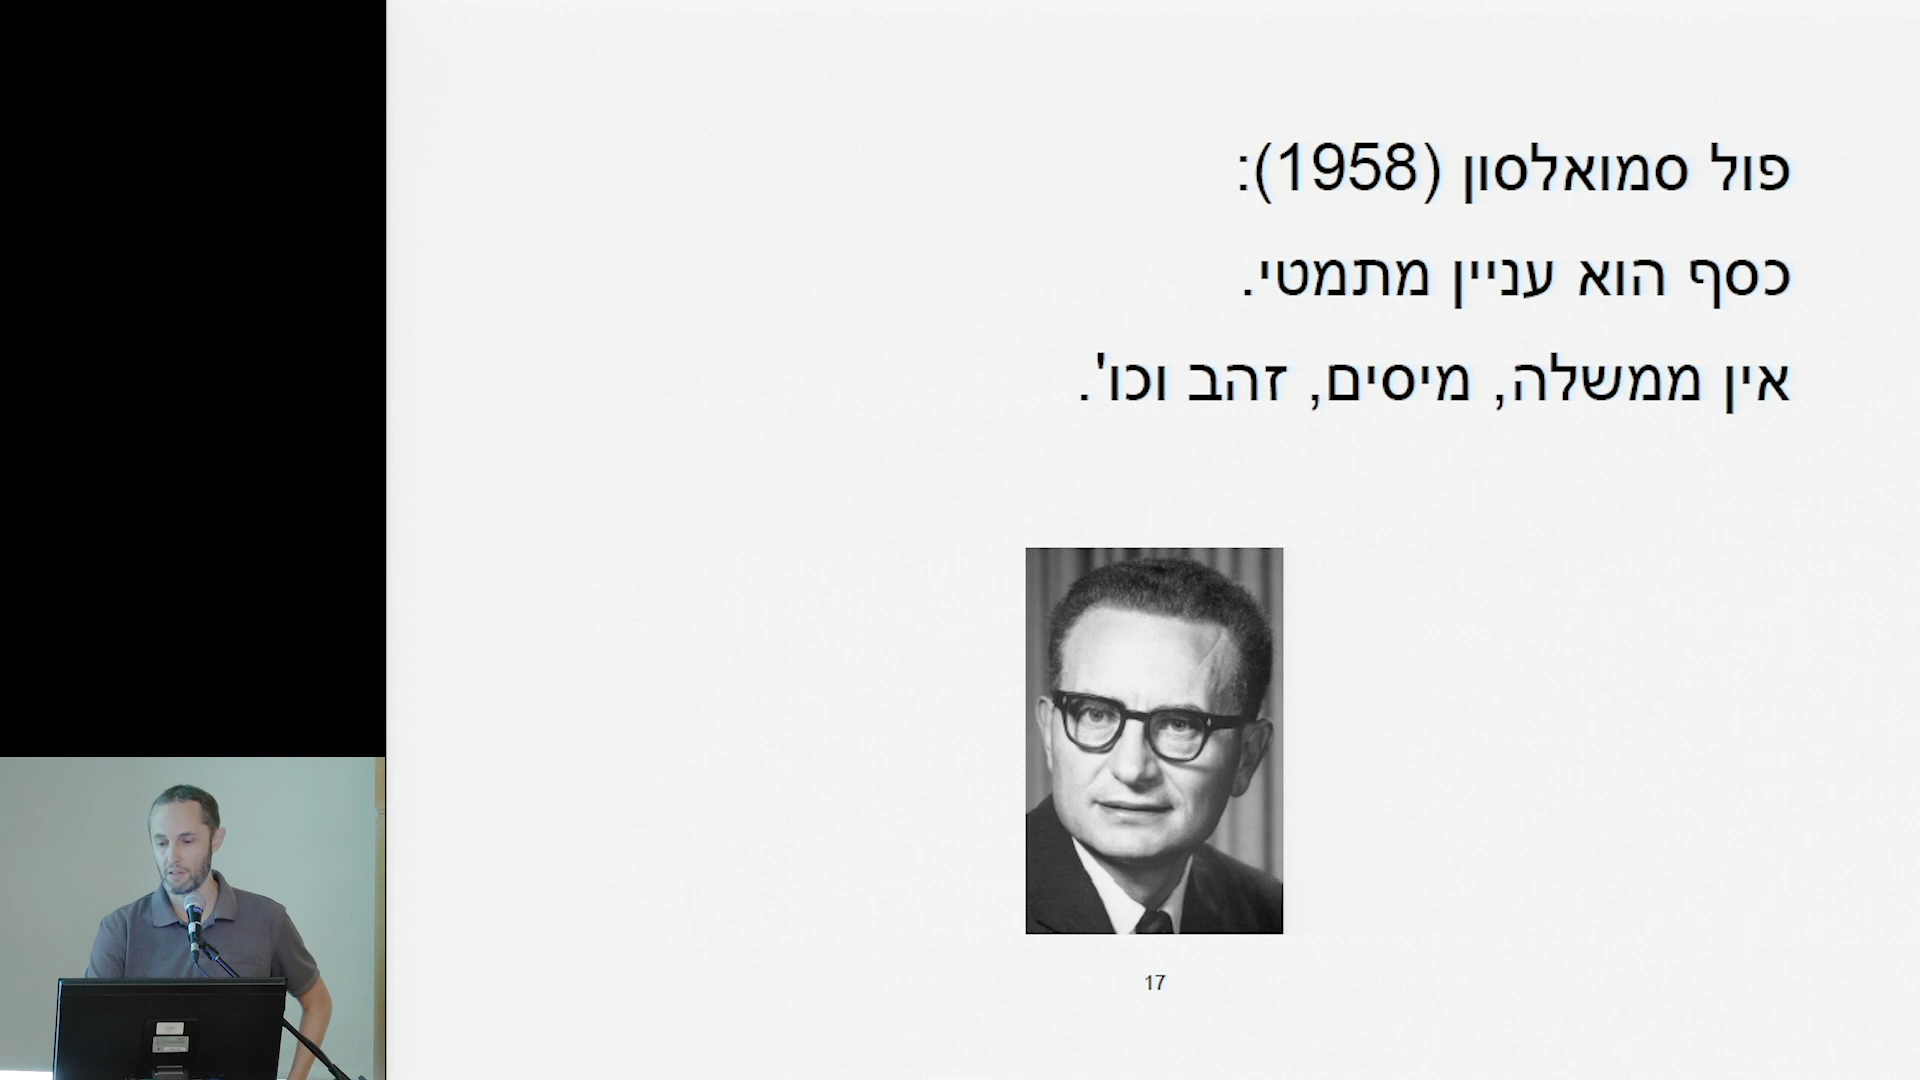 פול סמואלסון (1958):
כסף הוא עניין מתמטי.
אין ממשלה, מיסים, זהב וכו'.
17